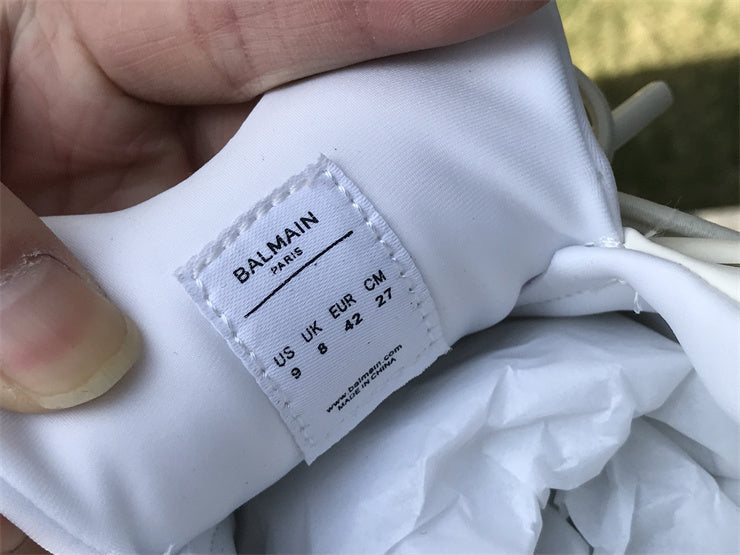 BALMAIN
PARIS
US UK EUR CM
9 8 42 27
www.balmain.com
MADE IN CHINA